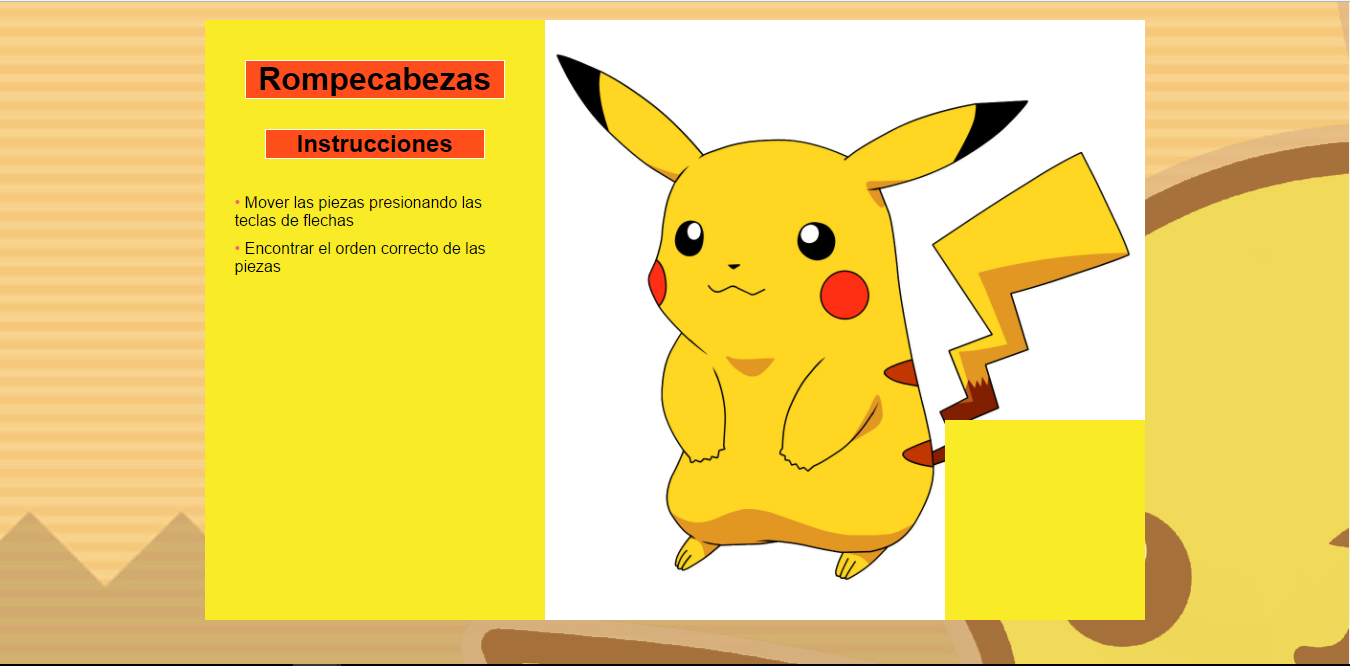 Rompecabezas
Instrucciones
• Mover las piezas presionando las
teclas de flechas
• Encontrar el orden correcto de las
piezas